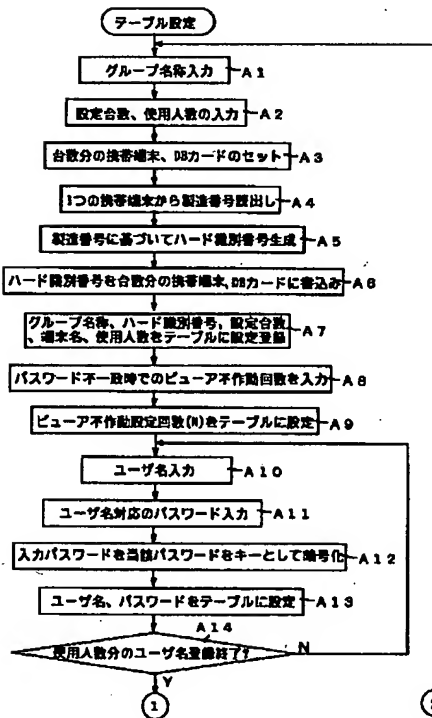 テーブル設定
グループ名称入力 A1
設定台数、使用人数の入力 A2
台数分の携帯端末、DBカードのセット A3
1つの携帯端末から製造番号読出し A4
製造番号に基づいてハード識別番号生成 A5
ハード識別番号を台数分の携帯端末、DBカードに書込み A6
グループ名称、ハード識別番号、設定台数
、端末名、使用人数をテーブルに設定登録 A7
パスワード不一致時でのビューア不作動回数を入力 A8
ビューア不作動設定回数(N)をテーブルに設定 A9
ユーザ名入力 A10
ユーザ名対応のパスワード入力 A11
入力パスワードを当該パスワードをキーとして暗号化 A12
ユーザ名、パスワードをテーブルに設定 A13
A14
使用人数分のユーザ名登録終了? N
Y
1